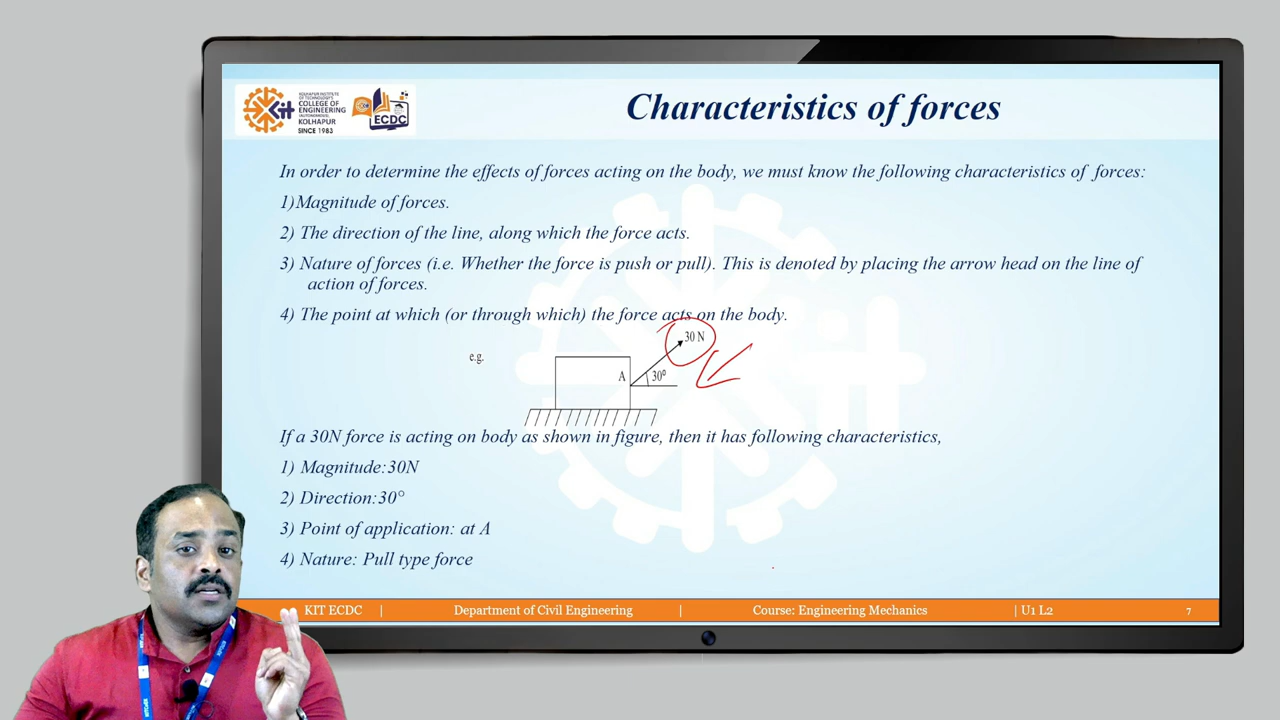 KOLHAPUR INSTITUTE
OF TECHNOLOGY'S
COLLEGE OF
ENGINEERING
(AUTONOMOUS),
KOLHAPUR
SINCE 1983
ECDC
Characteristics of forces
In order to determine the effects of forces acting on the body, we must know the following characteristics of forces:
1)Magnitude of forces.
2) The direction of the line, along which the force acts.
3) Nature of forces (i.e. Whether the force is push or pull). This is denoted by placing the arrow head on the line of
action of forces.
4) The point at which (or through which) the force acts on the body.
30 N
e.g.
A
30⁰
If a 30N force is acting on body as shown in figure, then it has following characteristics,
1) Magnitude:30N
2) Direction:30°
3) Point of application: at A
4) Nature: Pull type force
KIT ECDC | Department of Civil Engineering | Course: Engineering Mechanics | U1 L2 7